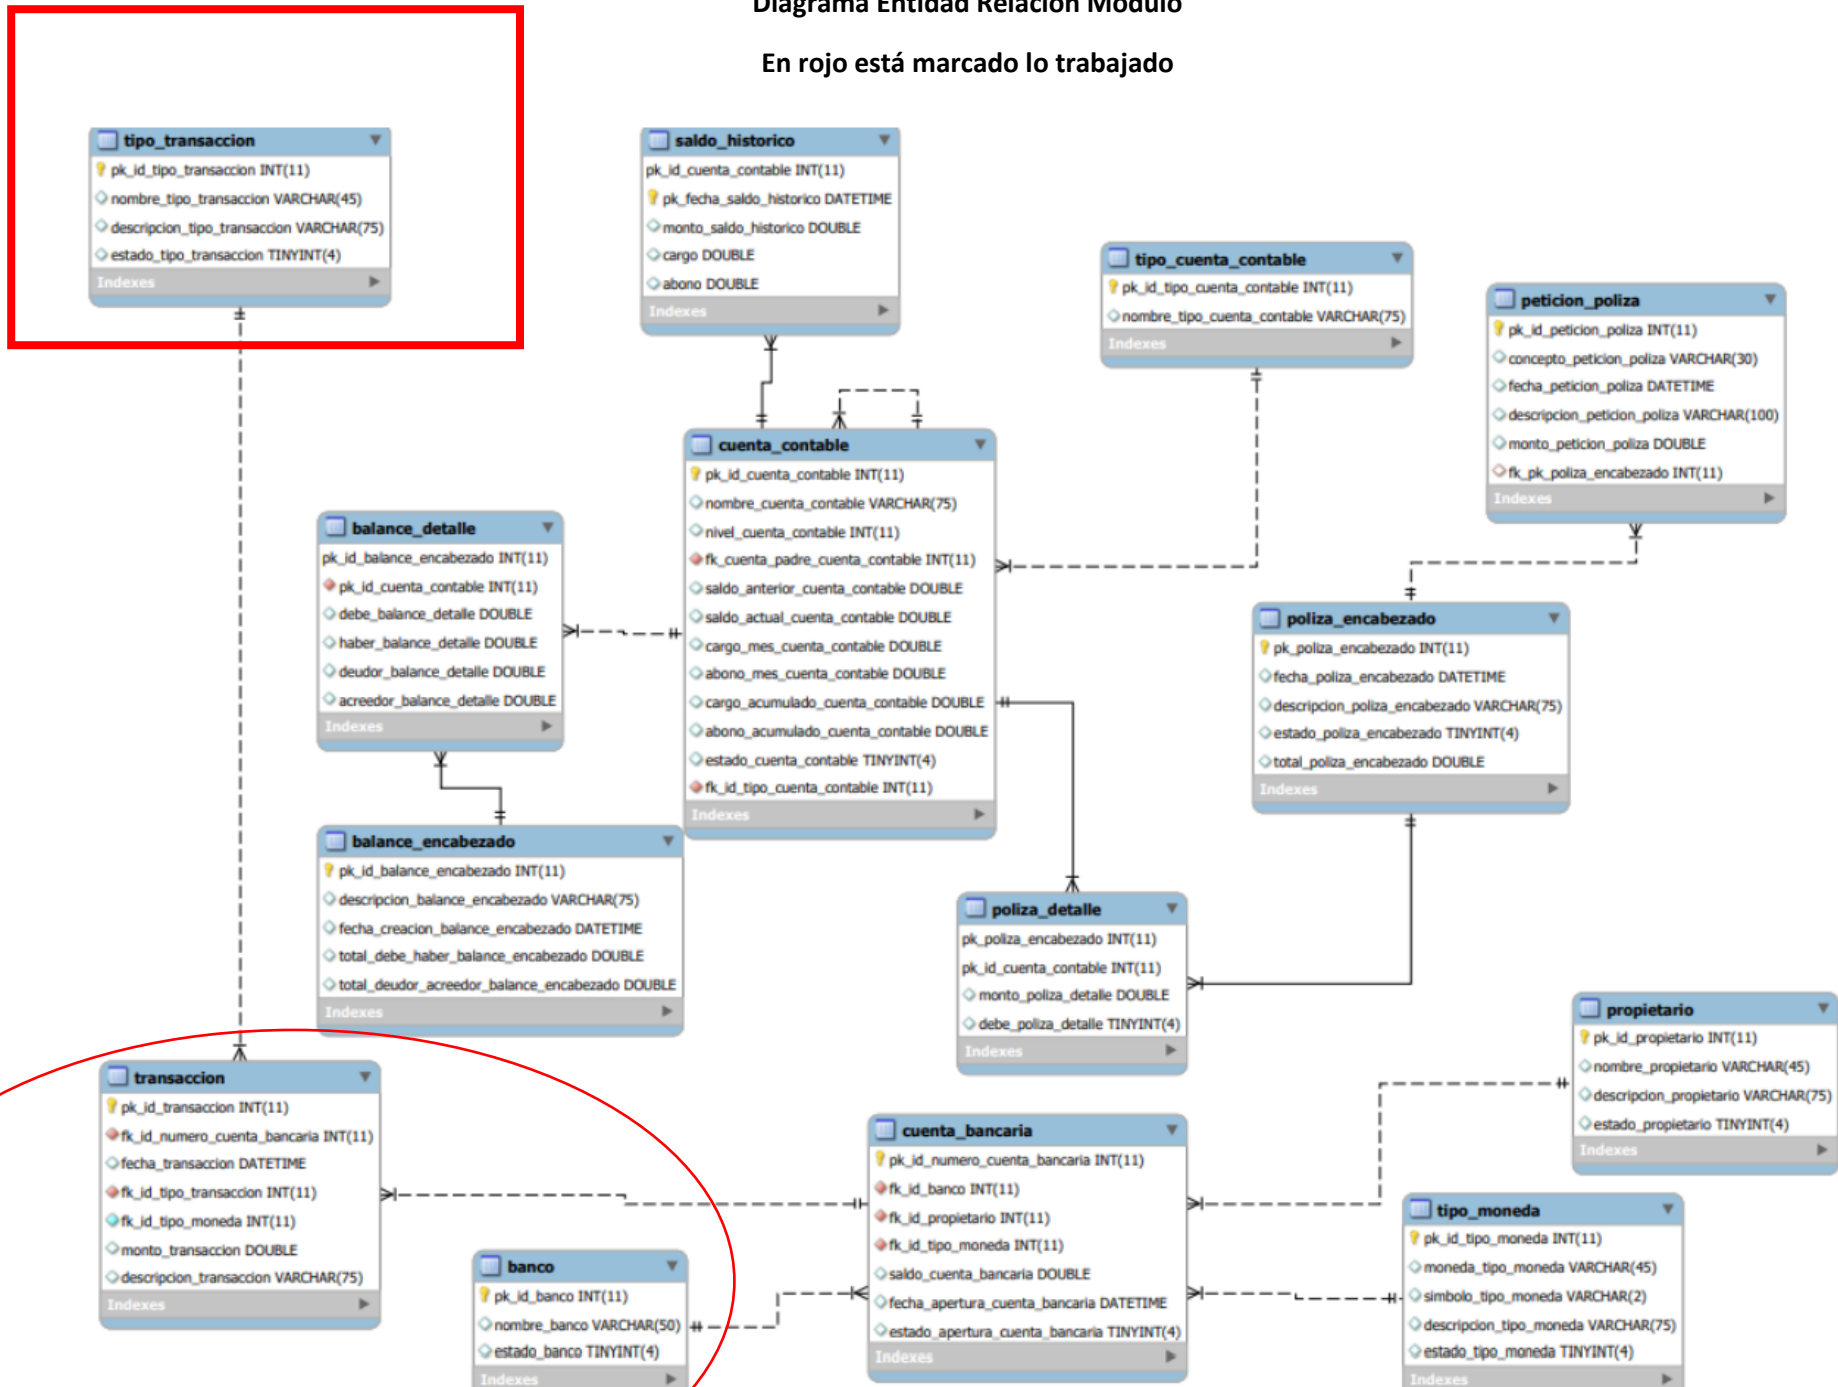 Diagrama Entidad Relación Módulo
En rojo está marcado lo trabajado
tipo_transaccion
pk_id_tipo_transaccion INT(11)
nombre_tipo_transaccion VARCHAR(45)
descripcion_tipo_transaccion VARCHAR(75)
estado_tipo_transaccion TINYINT(4)
Indexes
saldo_historico
pk_id_cuenta_contable INT(11)
pk_fecha_saldo_historico DATETIME
monto_saldo_historico DOUBLE
cargo DOUBLE
abono DOUBLE
Indexes
tipo_cuenta_contable
pk_id_tipo_cuenta_contable INT(11)
nombre_tipo_cuenta_contable VARCHAR(75)
Indexes
peticion_poliza
pk_id_peticion_poliza INT(11)
concepto_peticion_poliza VARCHAR(30)
fecha_peticion_poliza DATETIME
descripcion_peticion_poliza VARCHAR(100)
monto_peticion_poliza DOUBLE
fk_pk_poliza_encabezado INT(11)
Indexes
cuenta_contable
pk_id_cuenta_contable INT(11)
nombre_cuenta_contable VARCHAR(75)
nivel_cuenta_contable INT(11)
fk_cuenta_padre_cuenta_contable INT(11)
saldo_anterior_cuenta_contable DOUBLE
saldo_actual_cuenta_contable DOUBLE
cargo_mes_cuenta_contable DOUBLE
abono_mes_cuenta_contable DOUBLE
cargo_acumulado_cuenta_contable DOUBLE
abono_acumulado_cuenta_contable DOUBLE
estado_cuenta_contable TINYINT(4)
fk_id_tipo_cuenta_contable INT(11)
Indexes
balance_detalle
pk_id_balance_encabezado INT(11)
pk_id_cuenta_contable INT(11)
debe_balance_detalle DOUBLE
haber_balance_detalle DOUBLE
deudor_balance_detalle DOUBLE
acreedor_balance_detalle DOUBLE
Indexes
poliza_encabezado
pk_poliza_encabezado INT(11)
fecha_poliza_encabezado DATETIME
descripcion_poliza_encabezado VARCHAR(75)
estado_poliza_encabezado TINYINT(4)
total_poliza_encabezado DOUBLE
Indexes
balance_encabezado
pk_id_balance_encabezado INT(11)
descripcion_balance_encabezado VARCHAR(75)
fecha_creacion_balance_encabezado DATETIME
total_debe_haber_balance_encabezado DOUBLE
total_deudor_acreedor_balance_encabezado DOUBLE
Indexes
poliza_detalle
pk_poliza_encabezado INT(11)
pk_id_cuenta_contable INT(11)
monto_poliza_detalle DOUBLE
debe_poliza_detalle TINYINT(4)
Indexes
propietario
pk_id_propietario INT(11)
nombre_propietario VARCHAR(45)
descripcion_propietario VARCHAR(75)
estado_propietario TINYINT(4)
Indexes
transaccion
pk_id_transaccion INT(11)
fk_id_numero_cuenta_bancaria INT(11)
fecha_transaccion DATETIME
fk_id_tipo_transaccion INT(11)
fk_id_tipo_moneda INT(11)
monto_transaccion DOUBLE
descripcion_transaccion VARCHAR(75)
Indexes
cuenta_bancaria
pk_id_numero_cuenta_bancaria INT(11)
fk_id_banco INT(11)
fk_id_propietario INT(11)
fk_id_tipo_moneda INT(11)
saldo_cuenta_bancaria DOUBLE
fecha_apertura_cuenta_bancaria DATETIME
estado_apertura_cuenta_bancaria TINYINT(4)
Indexes
tipo_moneda
pk_id_tipo_moneda INT(11)
moneda_tipo_moneda VARCHAR(45)
simbolo_tipo_moneda VARCHAR(2)
descripcion_tipo_moneda VARCHAR(75)
estado_tipo_moneda TINYINT(4)
Indexes
banco
pk_id_banco INT(11)
nombre_banco VARCHAR(50)
estado_banco TINYINT(4)
Indexes